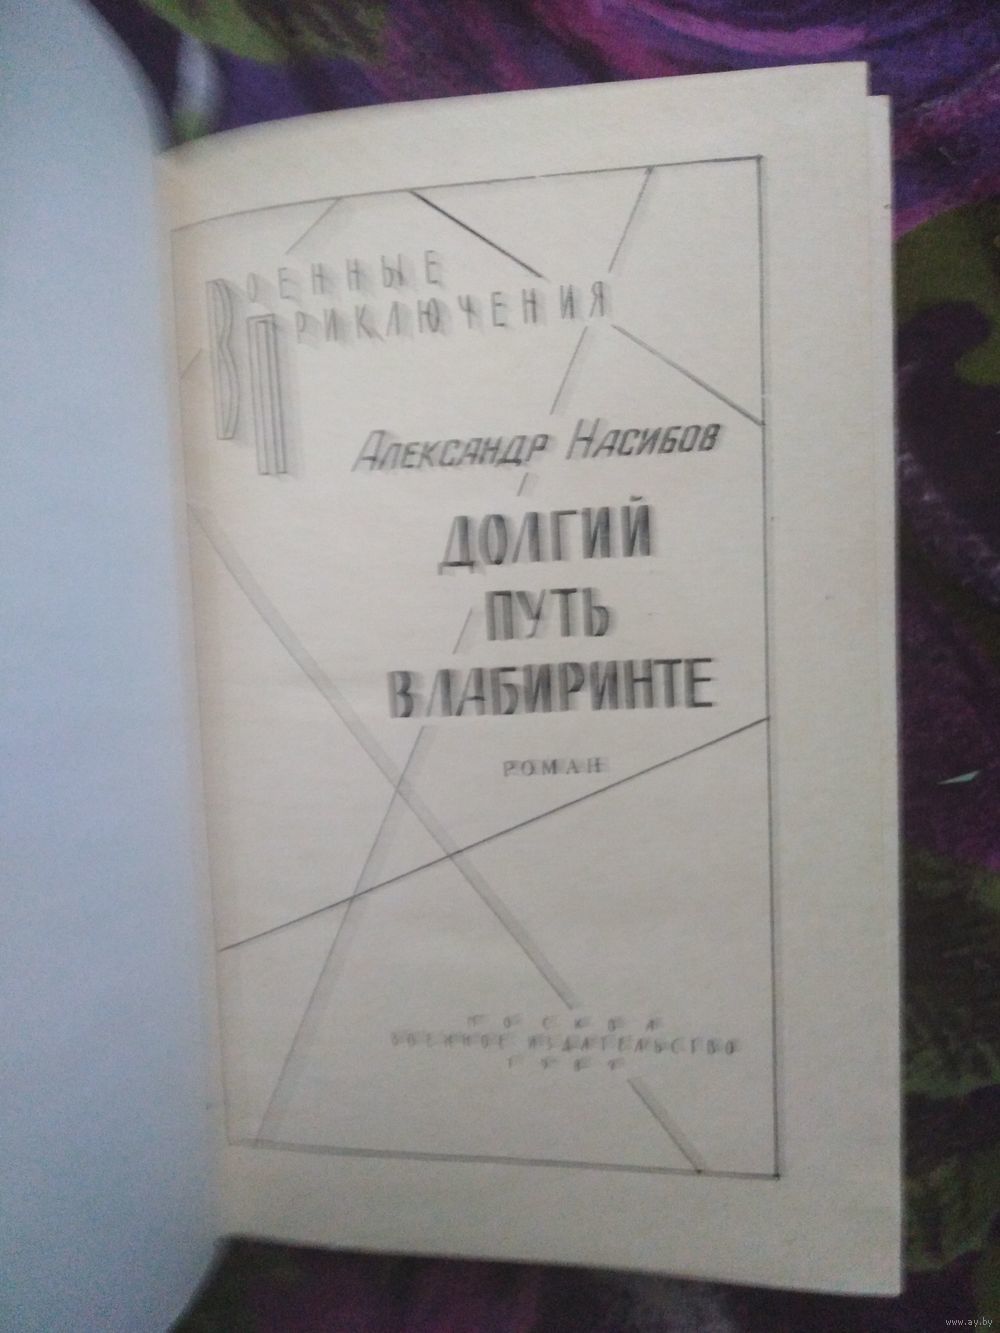 ВОЕННЫЕ
ПРИКЛЮЧЕНИЯ
АЛЕКСАНДР НАСИБОВ
ДОЛГИЙ
ПУТЬ
В ЛАБИРИНТЕ
РОМАН
МОСКВА
ВОЕННОЕ ИЗДАТЕЛЬСТВО
www.ay.by